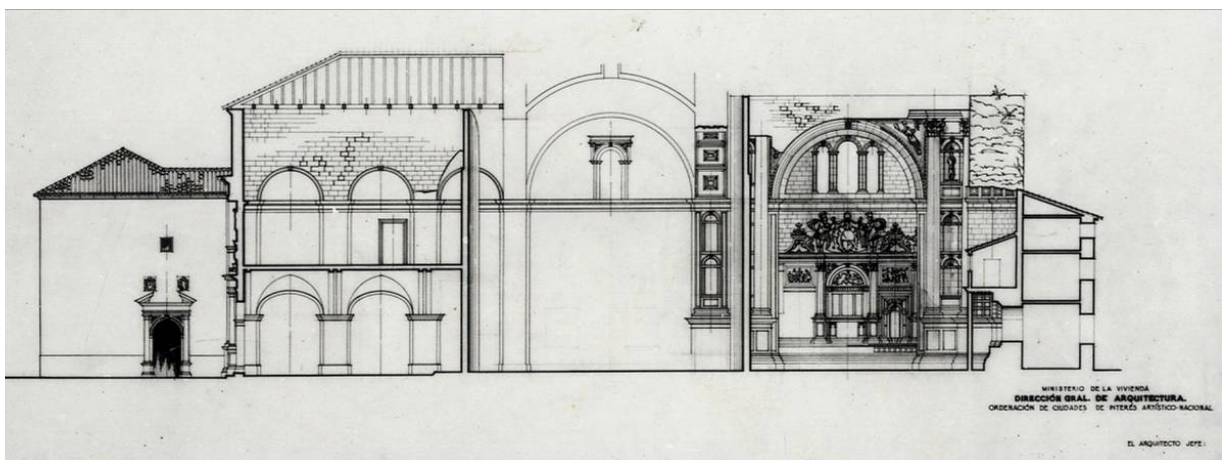 MINISTERIO DE LA VIVIENDA
DIRECCIÓN GRAL. DE ARQUITECTURA.
ORDENACIÓN DE CIUDADES DE INTERÉS ARTÍSTICO-NACIONAL
EL ARQUITECTO JEFE: